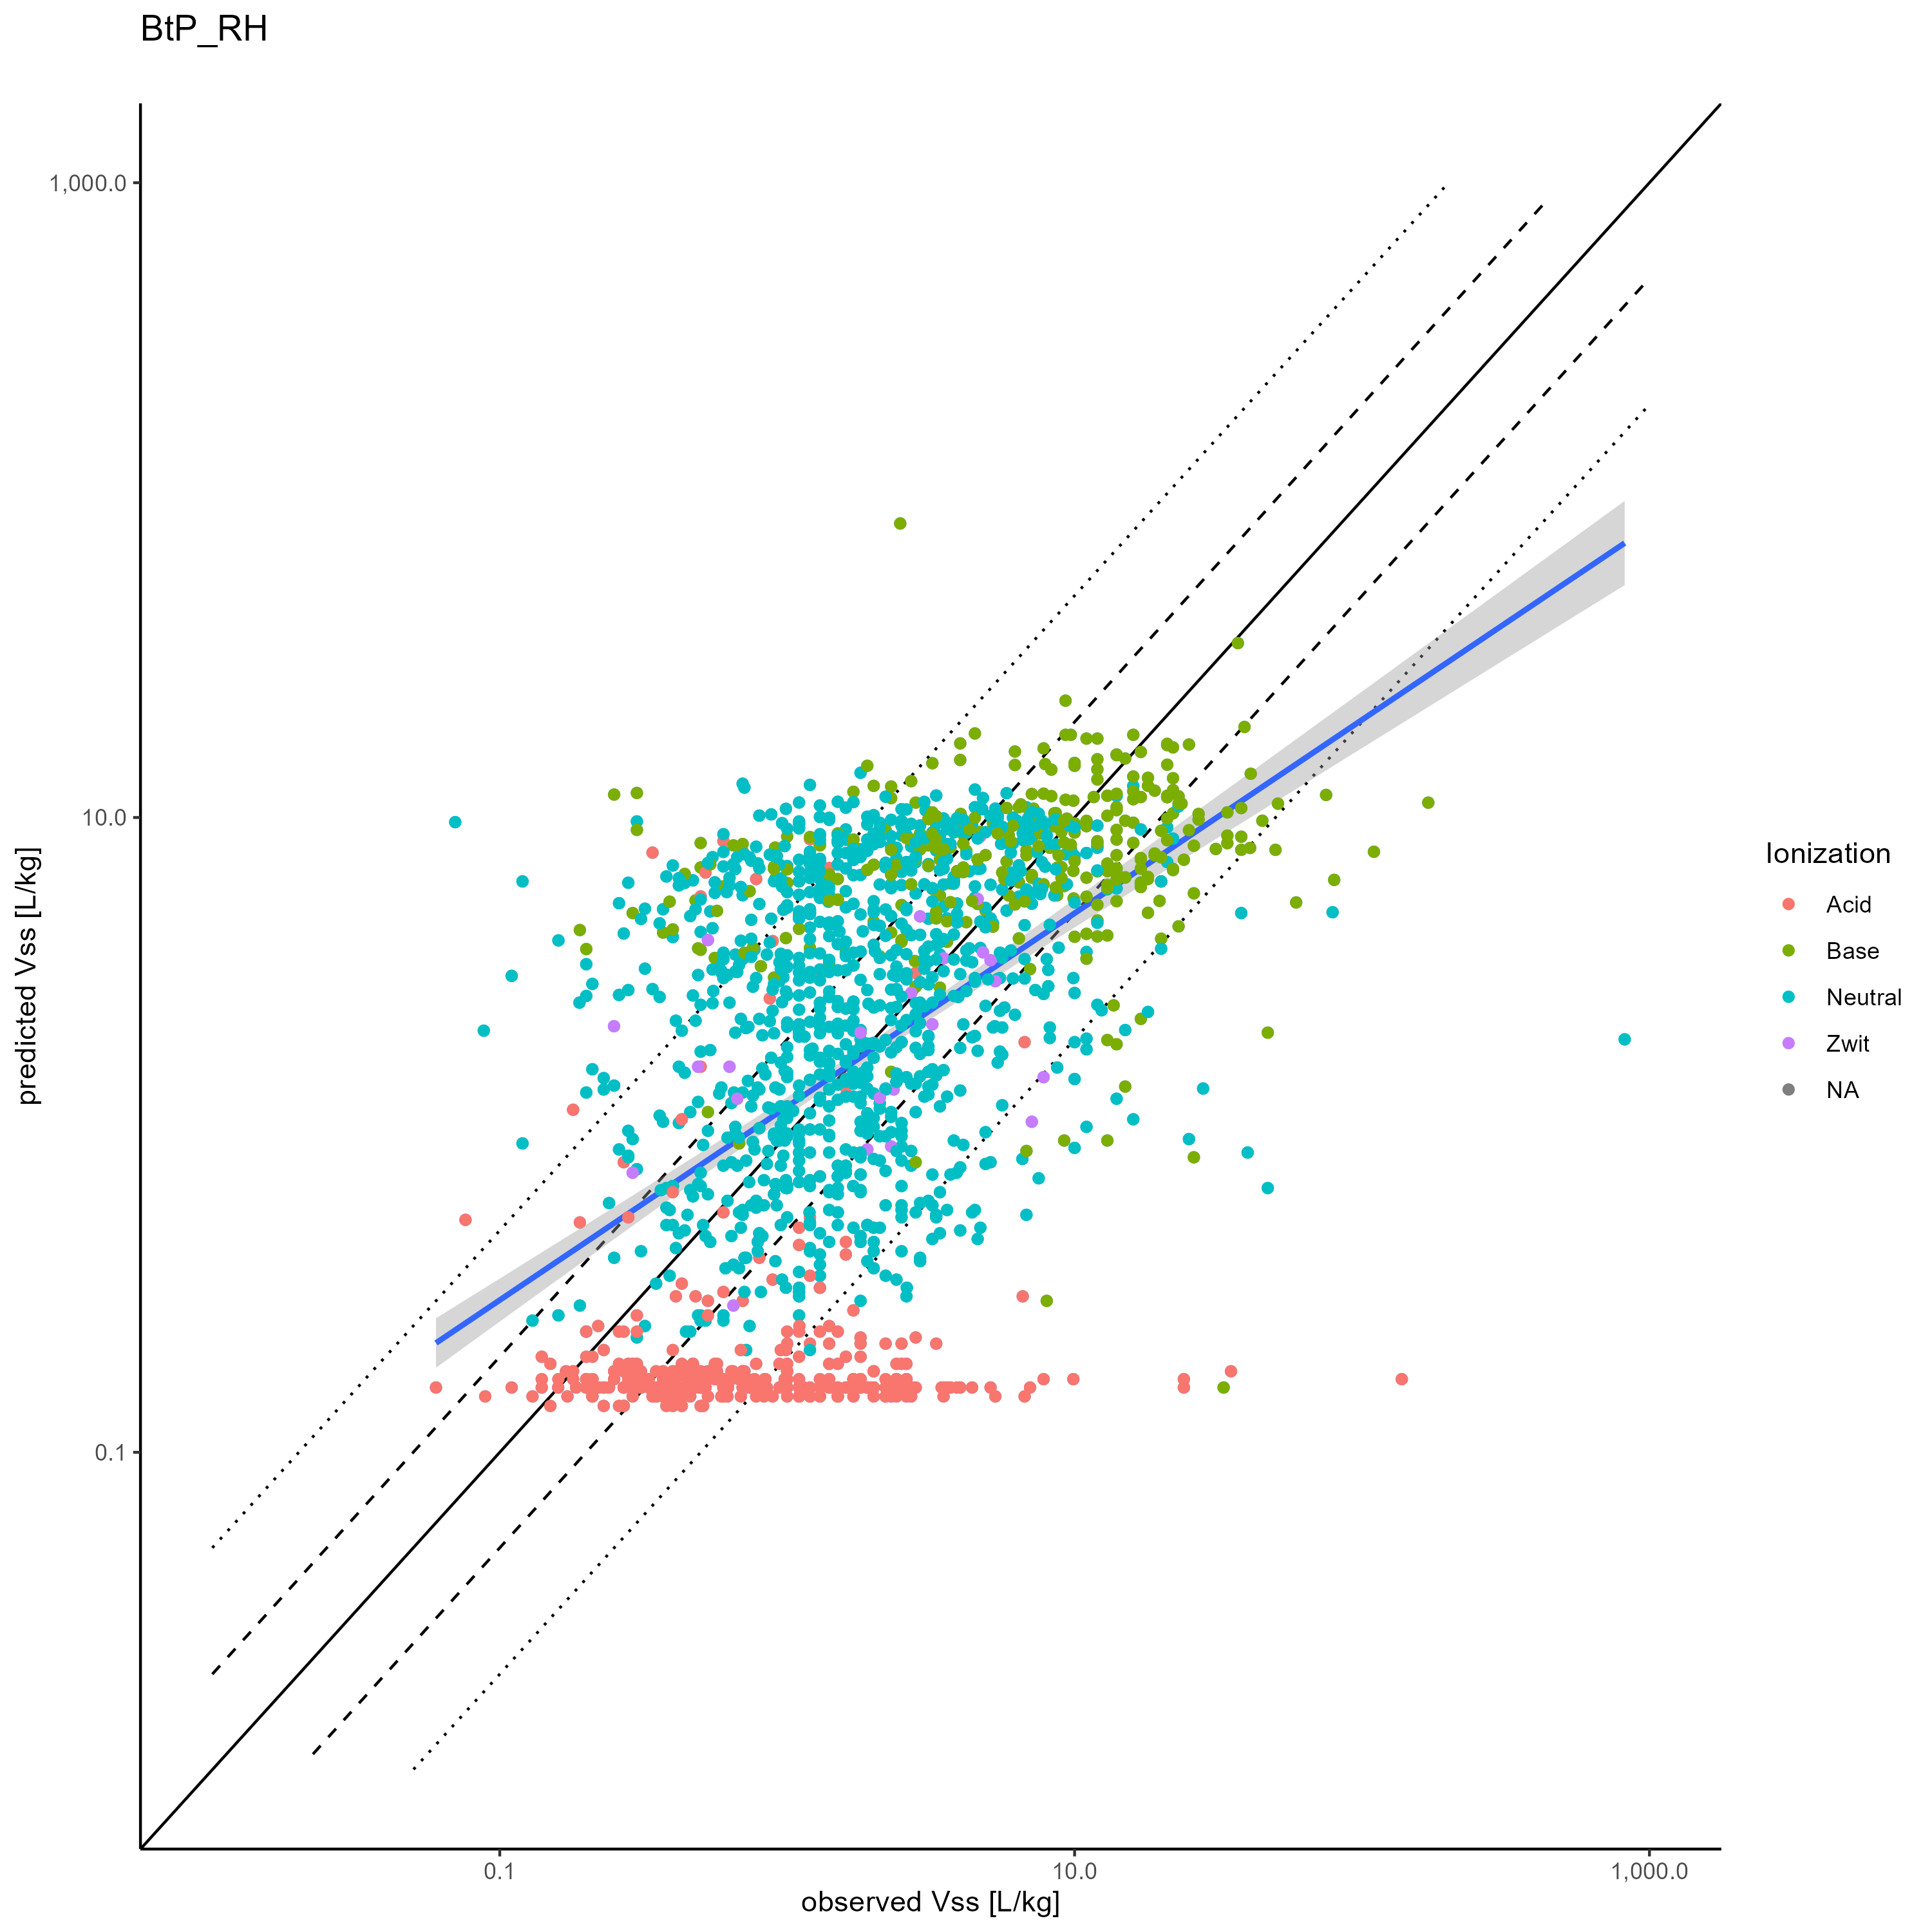 BtP_RH
predicted Vss [L/kg]
1,000.0
10.0
0.1
0.1
10.0
1,000.0
observed Vss [L/kg]
Ionization
Acid
Base
Neutral
Zwit
NA